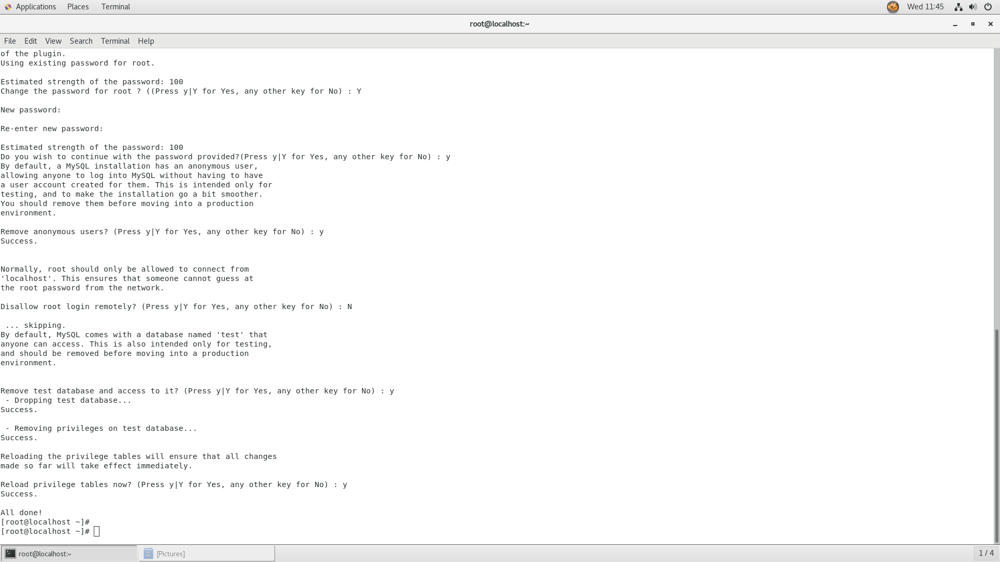 Applications Places Terminal Wed 11:45
root@localhost:~
File Edit View Search Terminal Help
of the plugin.
Using existing password for root.
Estimated strength of the password: 100
Change the password for root ? ((Press y|Y for Yes, any other key for No) : Y
New password:
Re-enter new password:
Estimated strength of the password: 100
Do you wish to continue with the password provided?(Press y|Y for Yes, any other key for No) : y
By default, a MySQL installation has an anonymous user,
allowing anyone to log into MySQL without having to have
a user account created for them. This is intended only for
testing, and to make the installation go a bit smoother.
You should remove them before moving into a production
environment.
Remove anonymous users? (Press y|Y for Yes, any other key for No) : y
Success.
Normally, root should only be allowed to connect from
'localhost'. This ensures that someone cannot guess at
the root password from the network.
Disallow root login remotely? (Press y|Y for Yes, any other key for No) : N
 ... skipping.
By default, MySQL comes with a database named 'test' that
anyone can access. This is also intended only for testing,
and should be removed before moving into a production
environment.
Remove test database and access to it? (Press y|Y for Yes, any other key for No) : y
 - Dropping test database...
Success.
 - Removing privileges on test database...
Success.
Reloading the privilege tables will ensure that all changes
made so far will take effect immediately.
Reload privilege tables now? (Press y|Y for Yes, any other key for No) : y
Success.
All done!
[root@localhost ~]#
[root@localhost ~]#
root@localhost:~ [Pictures] 1 / 4